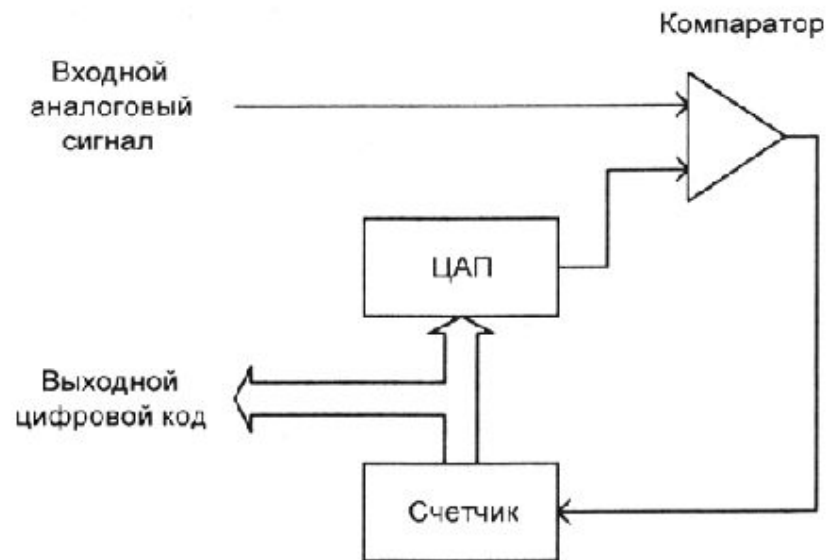 Компаратор
Входной
аналоговый
сигнал
ЦАП
Выходной
цифровой код
Счетчик